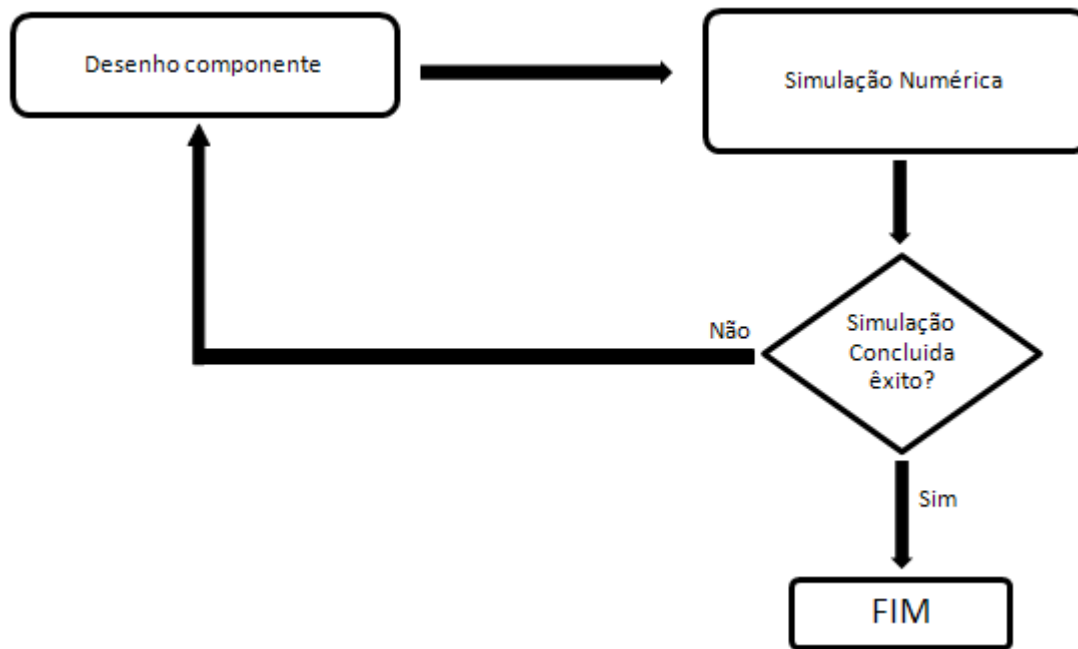 Desenho componente
Simulação Numérica
Não
Simulação
Concluida
êxito?
Sim
FIM